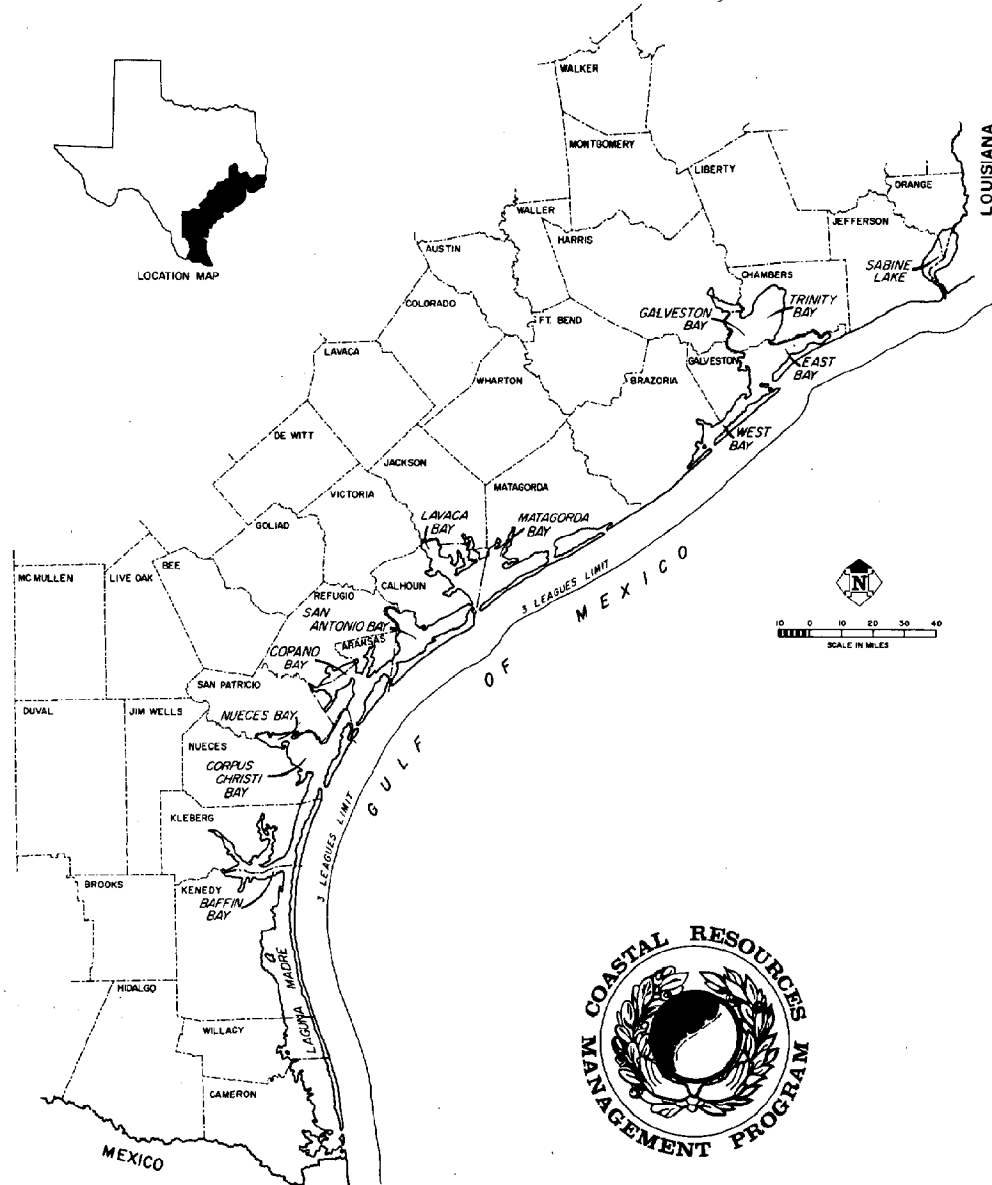 LOCATION MAP
WALKER
MONTGOMERY
LIBERTY
ORANGE
LOUISIANA
JEFFERSON
WALLER
HARRIS
AUSTIN
CHAMBERS
SABINE
LAKE
COLORADO
GALVESTON
BAY
TRINITY
BAY
FT. BEND
LAVACA
GALVESTON
EAST
BAY
WHARTON
BRAZORIA
DE WITT
WEST
BAY
JACKSON
VICTORIA
MATAGORDA
LAVACA
BAY
MATAGORDA
BAY
GOLIAD
BEE
MC MULLEN
LIVE OAK
CALHOUN
REFUGIO
SAN
ANTONIO BAY
ARANSAS
COPANO
BAY
SAN PATRICIO
DUVAL
JIM WELLS
NUECES BAY
NUECES
CORPUS
CHRISTI
BAY
KLEBERG
BROOKS
KENEDY
BAFFIN
BAY
HIDALGO
LAGUNA MADRE
WILLACY
CAMERON
MEXICO
3 LEAGUES LIMIT
3 LEAGUES LIMIT
GULF OF MEXICO
N
10 0 10 20 30 40
SCALE IN MILES
COASTAL RESOURCES
MANAGEMENT PROGRAM